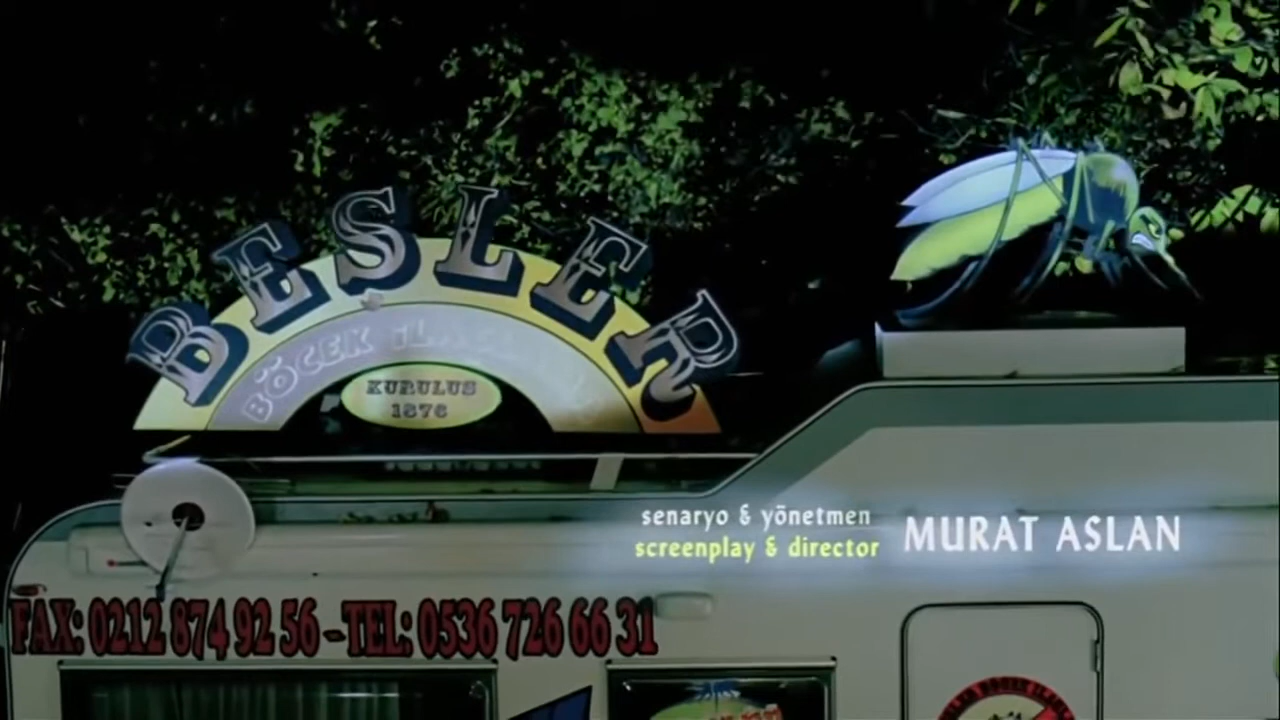 BESLER
BÖCEK
KURULUS
1876
senaryo & yönetmen
screenplay & director
MURAT ASLAN
FAX: 0212 874 92 56 - TEL: 0536 726 66 31